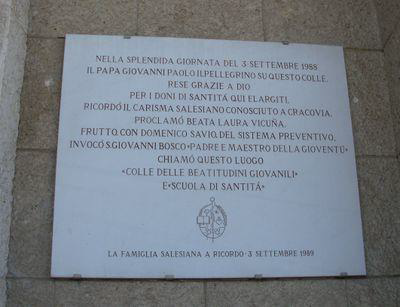 NELLA SPLENDIDA GIORNATA DEL 3·SETTEMBRE 1988
IL PAPA GIOVANNI PAOLO II,PELLEGRINO SU QUESTO COLLE,
RESE GRAZIE A DIO
PER I DONI DI SANTITÀ QUI ELARGITI,
RICORDÒ IL CARISMA SALESIANO CONOSCIUTO A CRACOVIA,
PROCLAMÒ BEATA LAURA VICUÑA,
FRUTTO, CON DOMENICO SAVIO, DEL SISTEMA PREVENTIVO,
INVOCÒ S.GIOVANNI BOSCO «PADRE E MAESTRO DELLA GIOVENTÙ»
CHIAMÒ QUESTO LUOGO
«COLLE DELLE BEATITUDINI GIOVANILI»
E «SCUOLA DI SANTITÀ»
LA FAMIGLIA SALESIANA A RICORDO·3 SETTEMBRE 1989